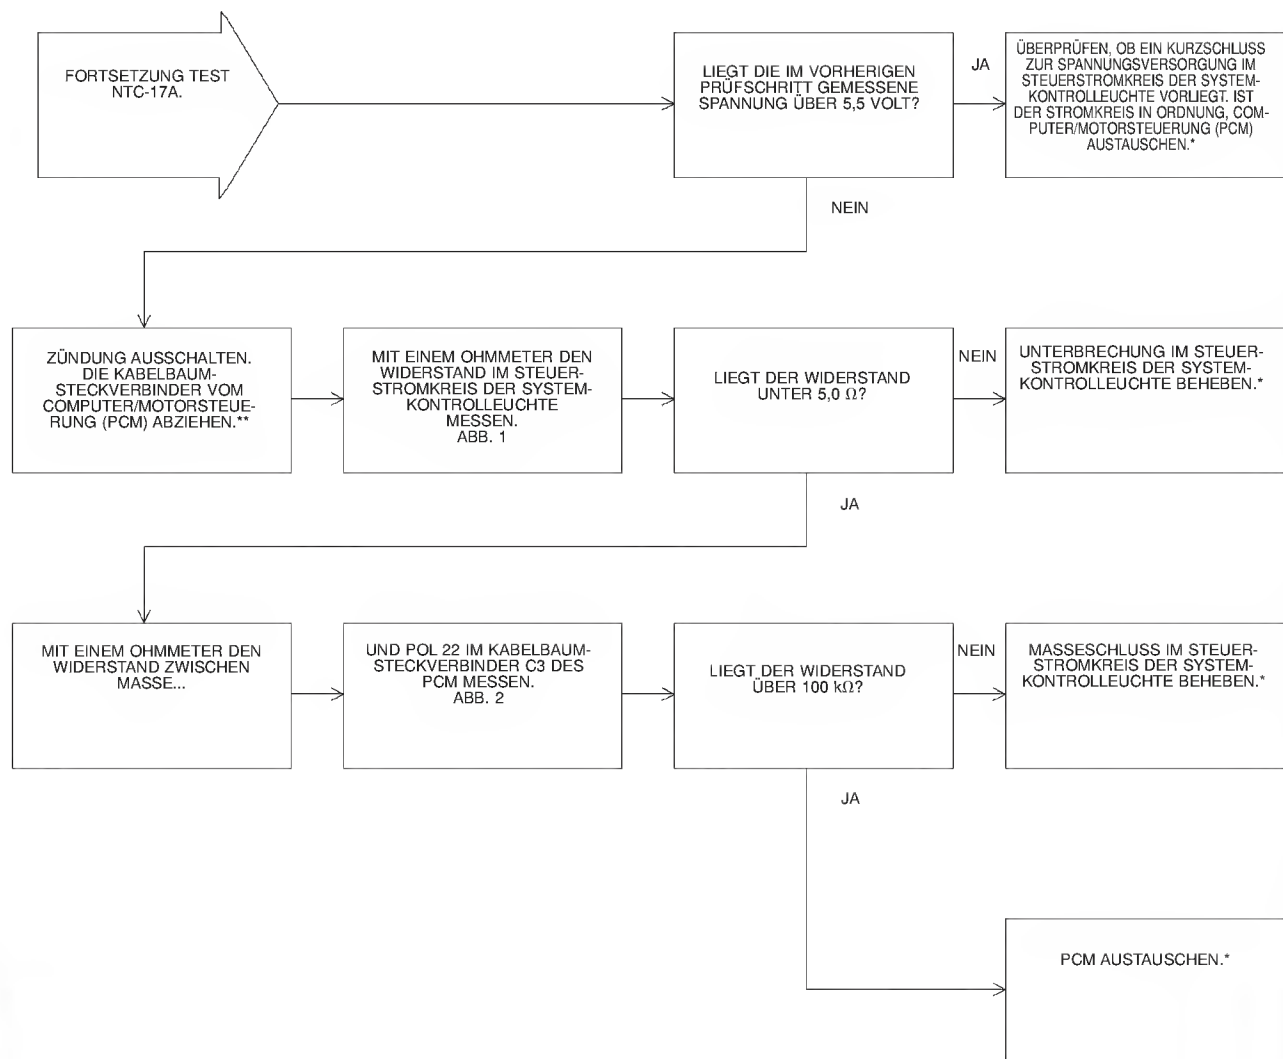 FORTSETZUNG TEST
NTC-17A.
LIEGT DIE IM VORHERIGEN
PRÜFSCHRITT GEMESSENE
SPANNUNG ÜBER 5,5 VOLT?
JA
ÜBERPRÜFEN, OB EIN KURZSCHLUSS
ZUR SPANNUNGSVERSORGUNG IM
STEUERSTROMKREIS DER SYSTEM-
KONTROLLEUCHTE VORLIEGT. IST
DER STROMKREIS IN ORDNUNG, COM-
PUTER/MOTORSTEUERUNG (PCM)
AUSTAUSCHEN.*
NEIN
ZÜNDUNG AUSSCHALTEN.
DIE KABELBAUM-
STECKVERBINDER VOM
COMPUTER/MOTORSTEUE-
RUNG (PCM) ABZIEHEN.**
MIT EINEM OHMMETER DEN
WIDERSTAND IM STEUER-
STROMKREIS DER SYSTEM-
KONTROLLEUCHTE
MESSEN.
ABB. 1
LIEGT DER WIDERSTAND
UNTER 5,0 Ω?
NEIN
UNTERBRECHUNG IM STEUER-
STROMKREIS DER SYSTEM-
KONTROLLEUCHTE BEHEBEN.*
JA
MIT EINEM OHMMETER DEN
WIDERSTAND ZWISCHEN
MASSE...
UND POL 22 IM KABELBAUM-
STECKVERBINDER C3 DES
PCM MESSEN.
ABB. 2
LIEGT DER WIDERSTAND
ÜBER 100 kΩ?
NEIN
MASSESCHLUSS IM STEUER-
STROMKREIS DER SYSTEM-
KONTROLLEUCHTE BEHEBEN.*
JA
PCM AUSTAUSCHEN.*